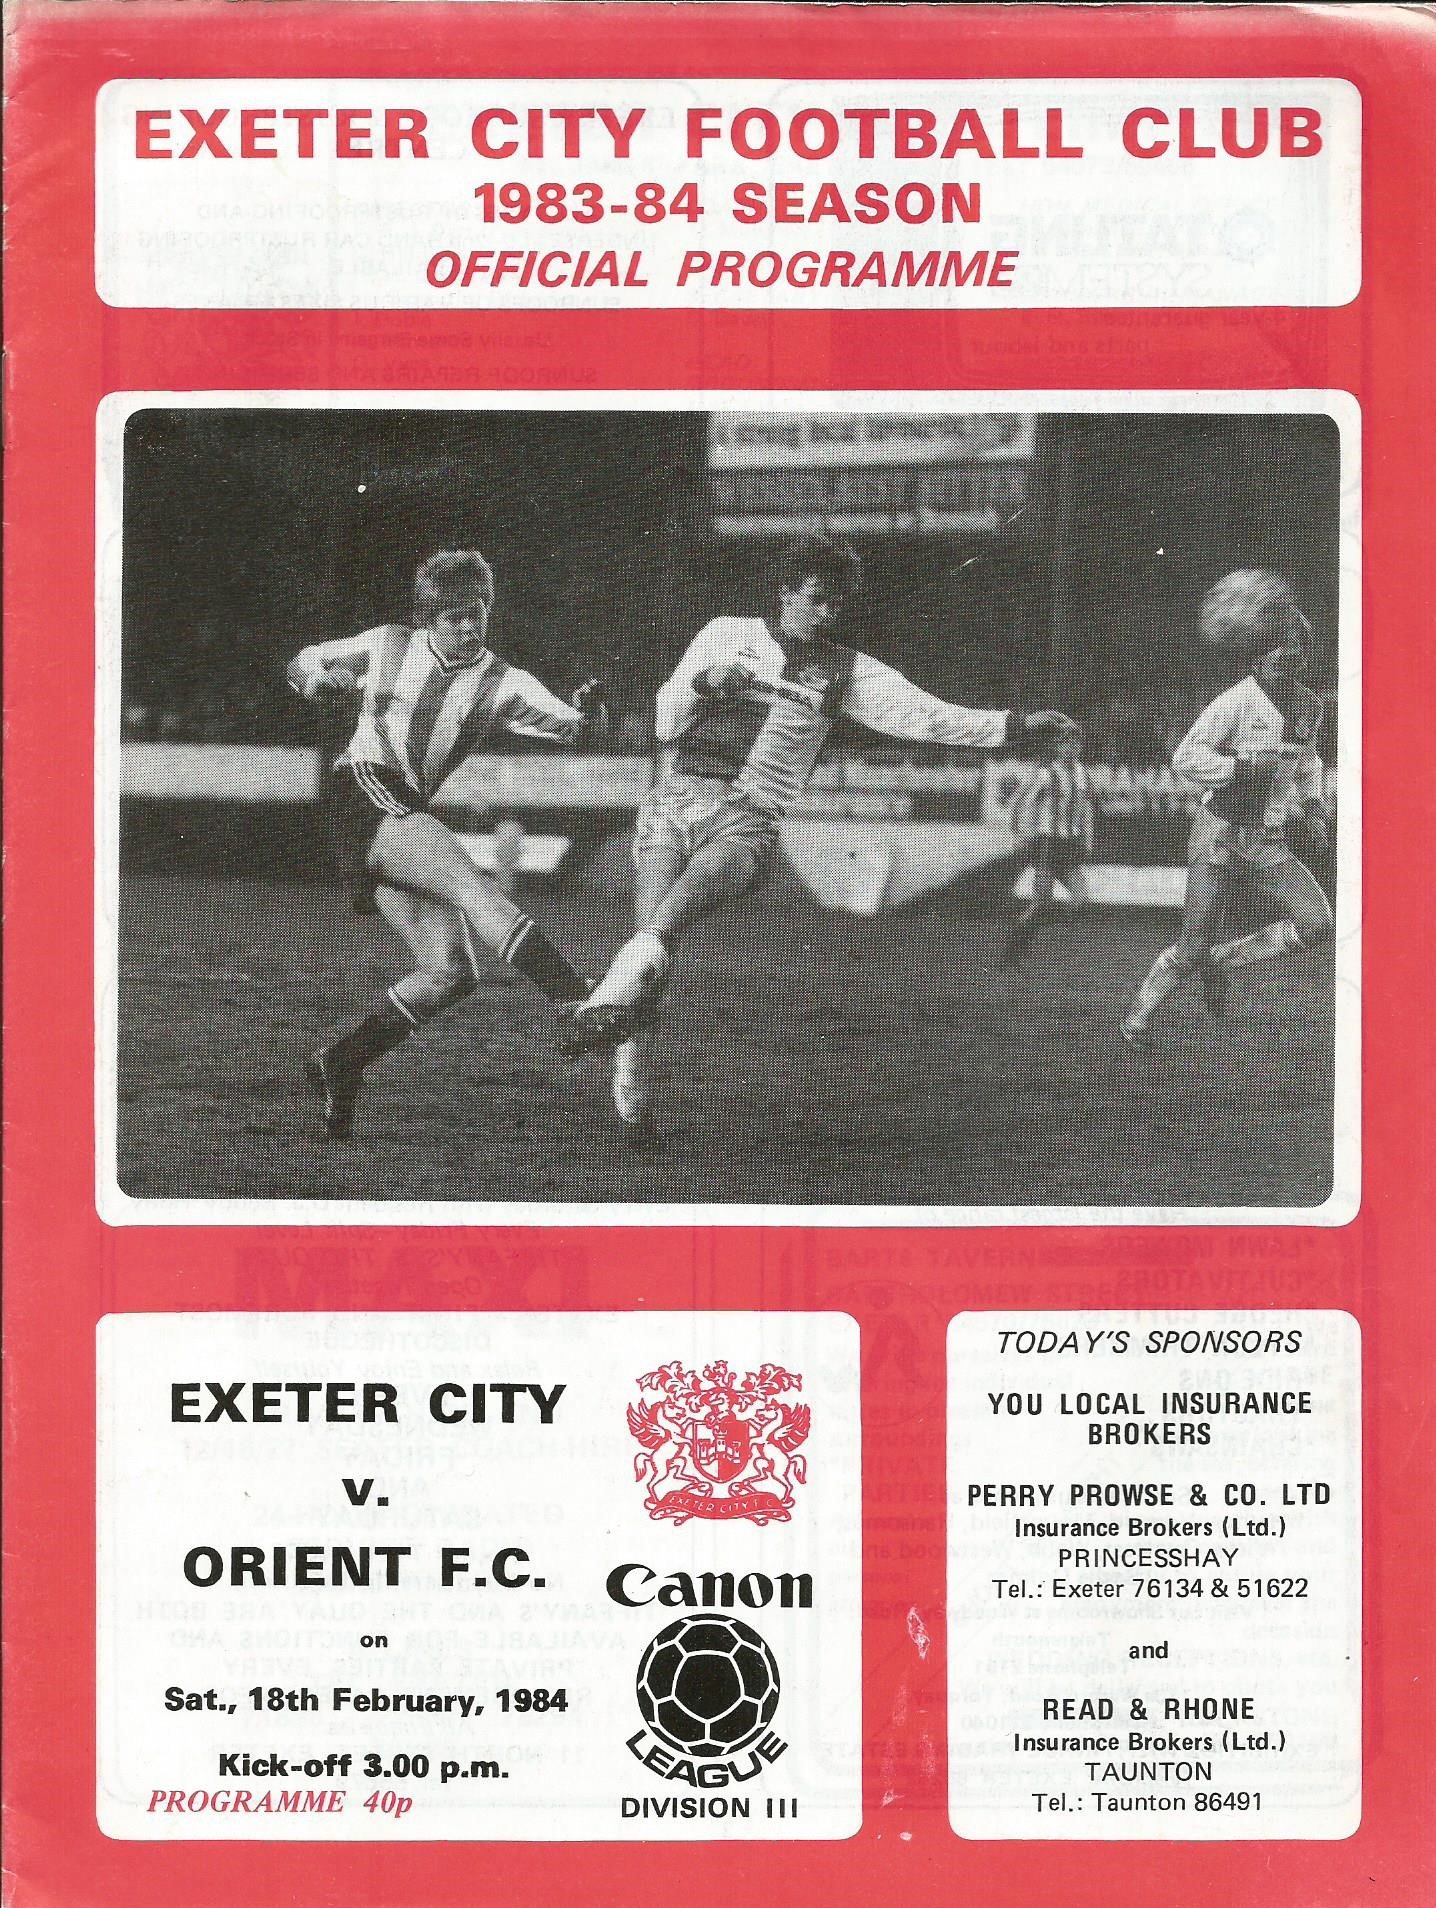 EXETER CITY FOOTBALL CLUB
1983-84 SEASON
OFFICIAL PROGRAMME
EXETER CITY
v.
ORIENT F.C.
on
Sat., 18th February, 1984
Kick-off 3.00 p.m.
PROGRAMME 40p
EXETER CITY F.C.
Canon
LEAGUE
DIVISION III
TODAY'S SPONSORS
YOU LOCAL INSURANCE
BROKERS
PERRY PROWSE & CO. LTD
Insurance Brokers (Ltd.)
PRINCESSHAY
Tel.: Exeter 76134 & 51622
and
READ & RHONE
Insurance Brokers (Ltd.)
TAUNTON
Tel.: Taunton 86491